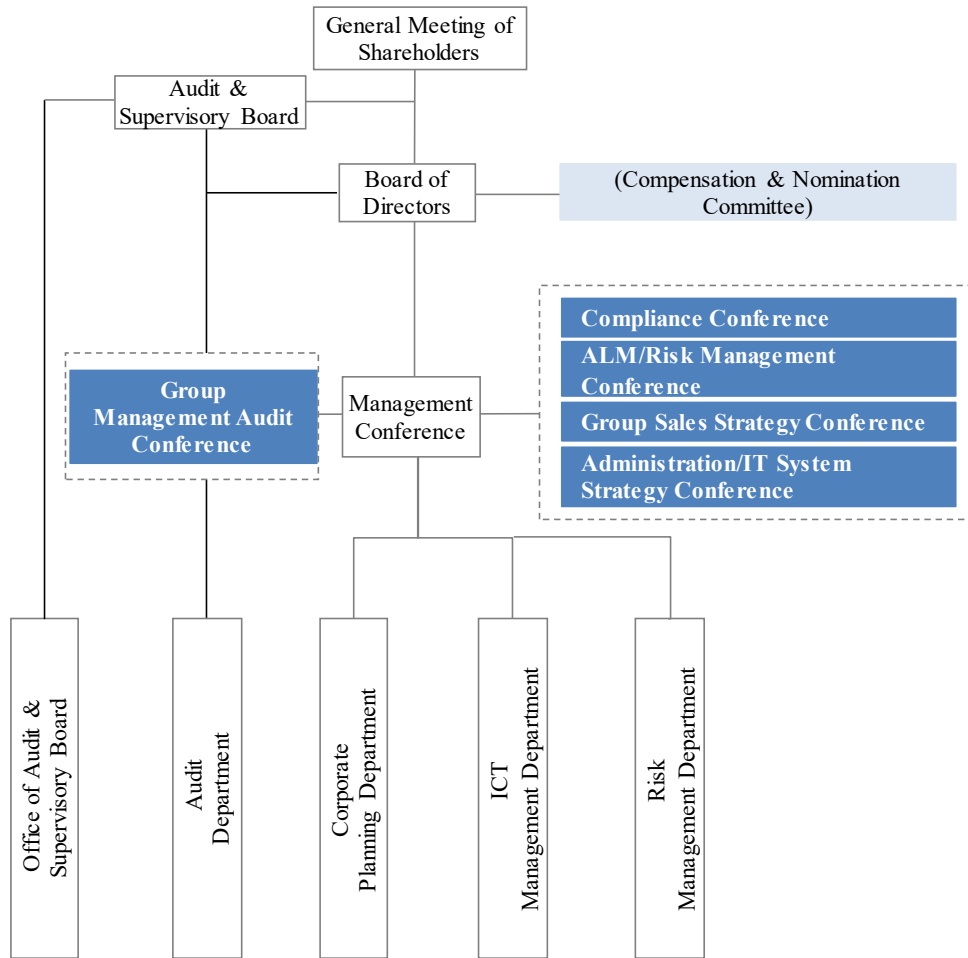 General Meeting of
Shareholders
Audit &
Supervisory Board
Board of
Directors
(Compensation & Nomination
Committee)
Compliance Conference
ALM/Risk Management
Conference
Group Sales Strategy Conference
Administration/IT System
Strategy Conference
Group
Management Audit
Conference
Management
Conference
Office of Audit &
Supervisory Board
Audit
Department
Corporate
Planning Department
ICT
Management Department
Risk
Management Department